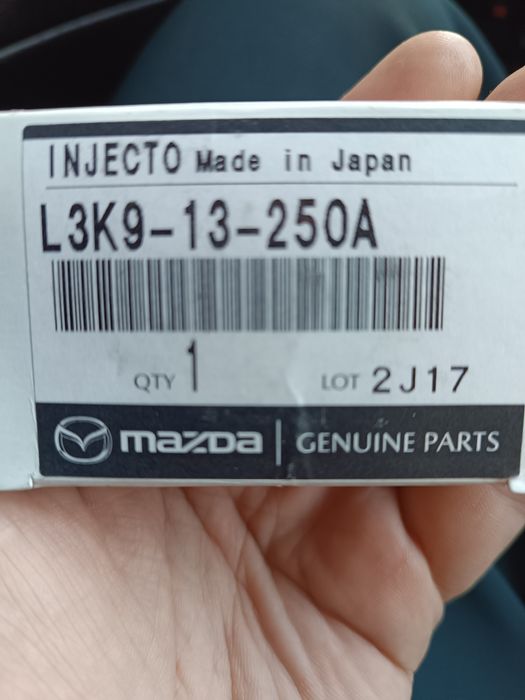 INJECTO Made in Japan
L3K9-13-250A
QTY 1 LOT 2J17
mazda | GENUINE PARTS